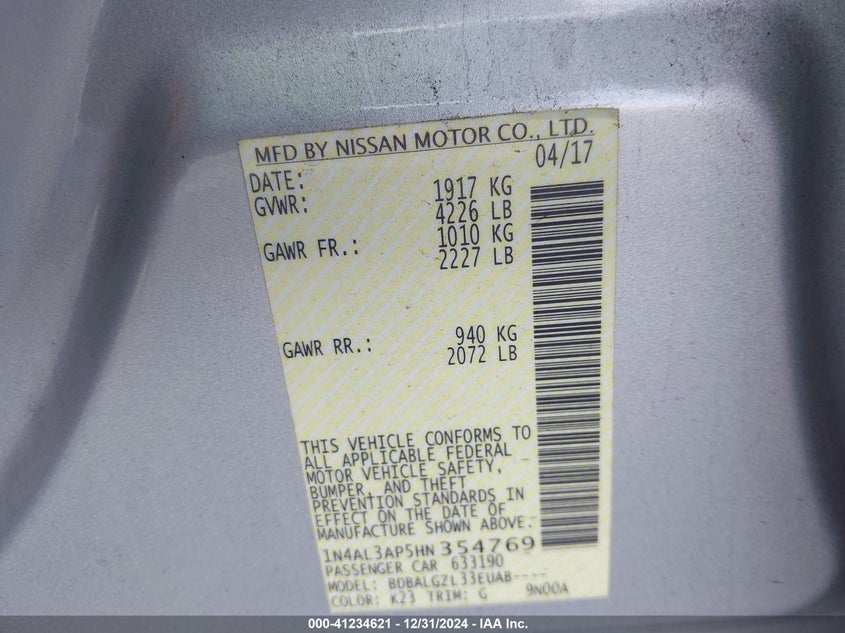 MFD BY NISSAN MOTOR CO., LTD.
DATE: 04/17
GVWR: 1917 KG
4226 LB
GAWR FR.: 1010 KG
2227 LB
GAWR RR.: 940 KG
2072 LB
THIS VEHICLE CONFORMS TO
ALL APPLICABLE FEDERAL
MOTOR VEHICLE SAFETY,
BUMPER, AND THEFT
PREVENTION STANDARDS IN
EFFECT ON THE DATE OF
MANUFACTURE SHOWN ABOVE.
1N4AL3AP5HN354769
PASSENGER CAR 633190
MODEL: BDBALGZL33EUAB----
COLOR: K23 TRIM: G 9N00A
000-41234621 - 12/31/2024 - IAA Inc.